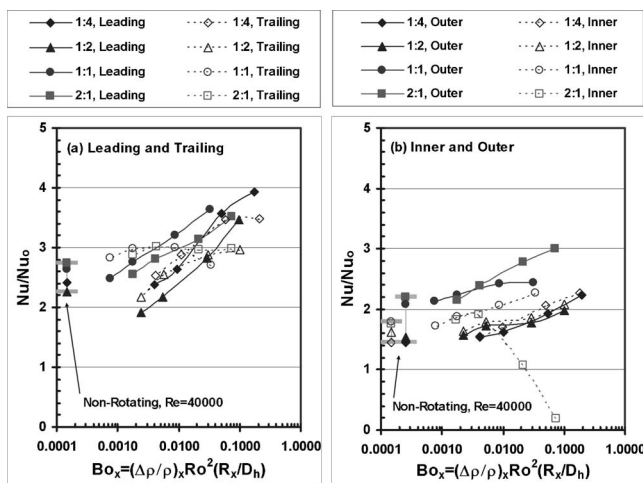 1:4, Leading 1:4, Trailing
1:2, Leading 1:2, Trailing
1:1, Leading 1:1, Trailing
2:1, Leading 2:1, Trailing
1:4, Outer 1:4, Inner
1:2, Outer 1:2, Inner
1:1, Outer 1:1, Inner
2:1, Outer 2:1, Inner
(a) Leading and Trailing
Nu/Nuo
5
4
3
2
1
0
Non-Rotating, Re=40000
0.0001 0.0010 0.0100 0.1000 1.0000
Box=(Δρ/ρ)xRo²(Rx/Dh)
(b) Inner and Outer
Nu/Nuo
5
4
3
2
1
0
Non-Rotating, Re=40000
0.0001 0.0010 0.0100 0.1000 1.0000
Box=(Δρ/ρ)xRo²(Rx/Dh)